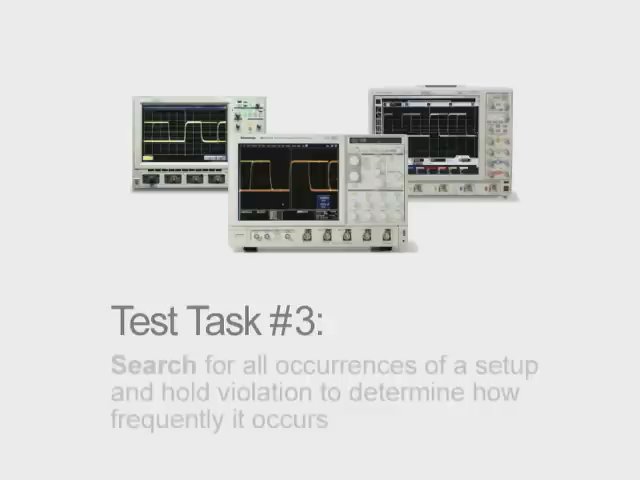 Test Task #3:
Search for all occurrences of a setup
and hold violation to determine how
frequently it occurs